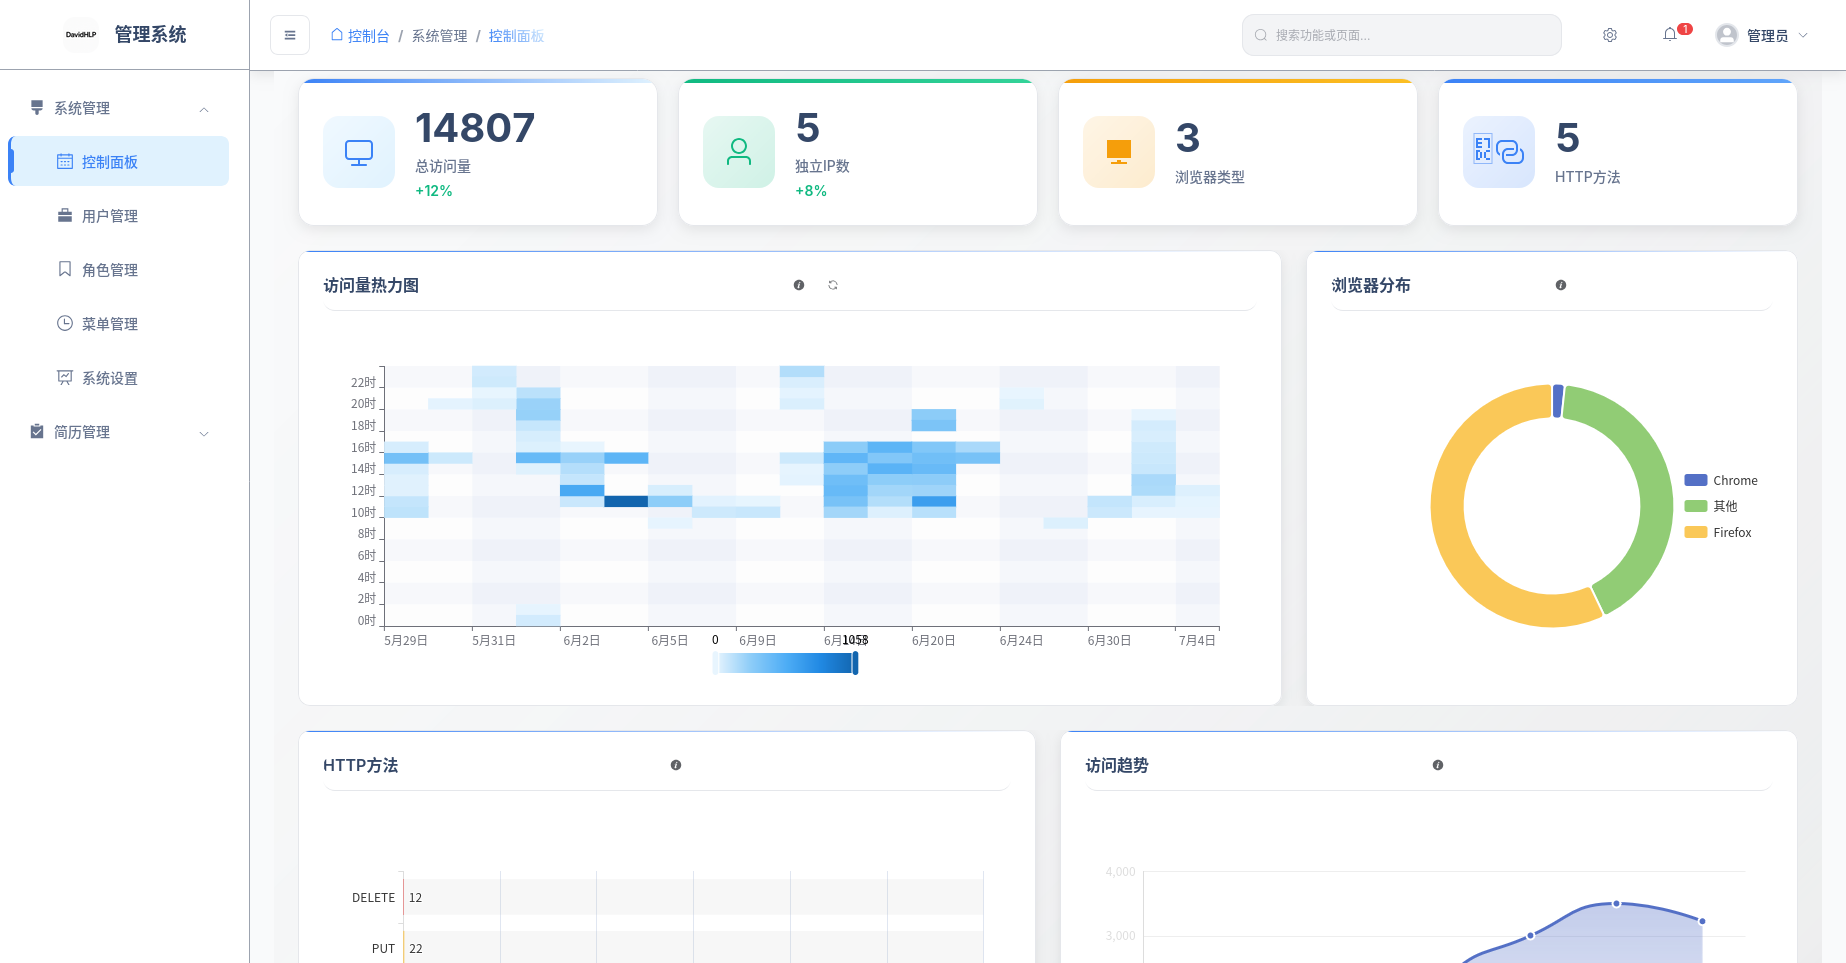 DavidHLP
管理系统
控制台 / 系统管理 / 控制面板
搜索功能或页面...
1
管理员
系统管理
控制面板
用户管理
角色管理
菜单管理
系统设置
简历管理
14807
总访问量
+12%
5
独立IP数
+8%
3
浏览器类型
E7
DC
5
HTTP方法
访问量热力图
22时
20时
18时
16时
14时
12时
10时
8时
6时
4时
2时
0时
5月29日 5月31日 6月2日 6月5日 6月9日 6月20日 6月24日 6月30日 7月4日
0 1058
浏览器分布
Chrome
其他
Firefox
HTTP方法
DELETE 12
PUT 22
访问趋势
4,000
3,000